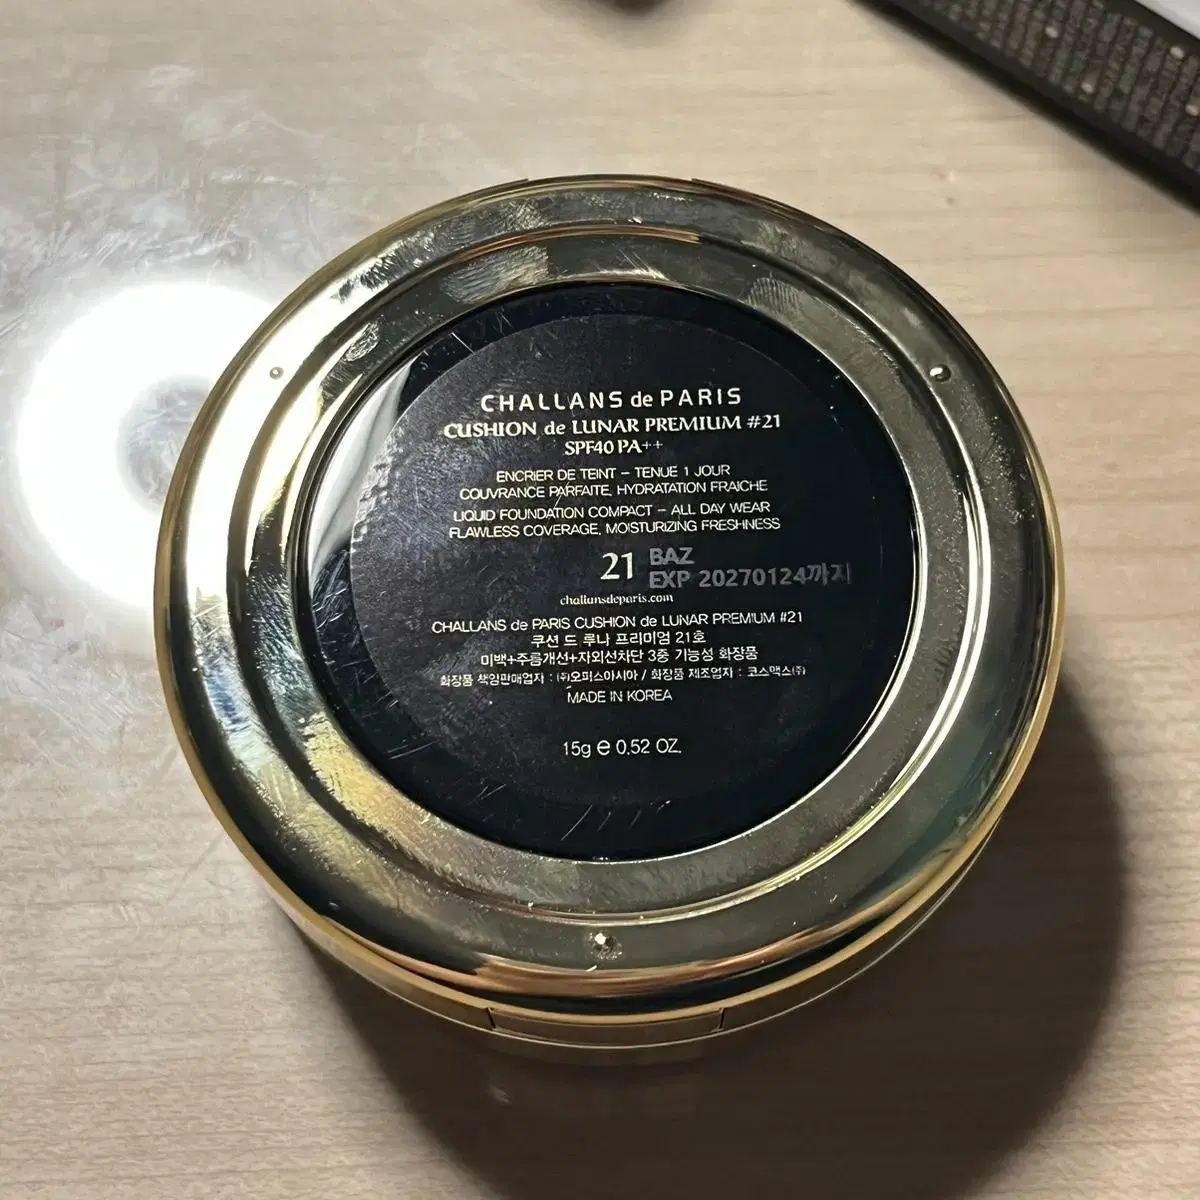 CHALLANS de PARIS
CUSHION de LUNAR PREMIUM #21
SPF40 PA++
ENCRIER DE TEINT – TENUE 1 JOUR
COUVRANCE PARFAITE, HYDRATATION FRAICHE
LIQUID FOUNDATION COMPACT – ALL DAY WEAR
FLAWLESS COVERAGE, MOISTURIZING FRESHNESS
21 BAZ
EXP 20270124까지
challansdeparis.com
CHALLANS de PARIS CUSHION de LUNAR PREMIUM #21
쿠션 드 루나 프리미엄 21호
미백+주름개선+자외선차단 3중 기능성 화장품
화장품 책임판매업자 : (주)오피스아시아 / 화장품 제조업자 : 코스맥스(주)
MADE IN KOREA
15g e 0.52 OZ.